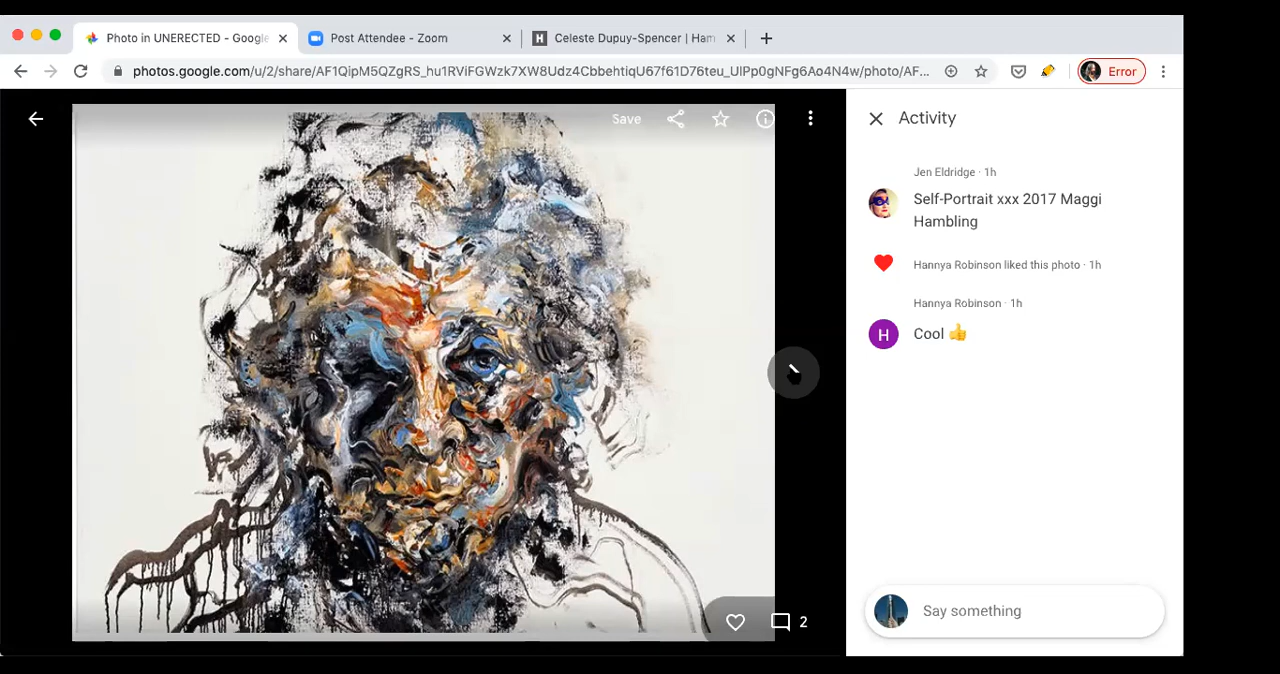 Photo in UNERECTED - Google
Post Attendee - Zoom
H Celeste Dupuy-Spencer | Ham
photos.google.com/u/2/share/AF1QipM5QZgRS_hu1RViFGWzk7XW8Udz4CbbehtiqU67f61D76teu_UlPp0gNFg6Ao4N4w/photo/AF...
Error
Save
Activity
Jen Eldridge · 1h
Self-Portrait xxx 2017 Maggi
Hambling
Hannya Robinson liked this photo · 1h
Hannya Robinson · 1h
H
Cool 👍
Say something
2